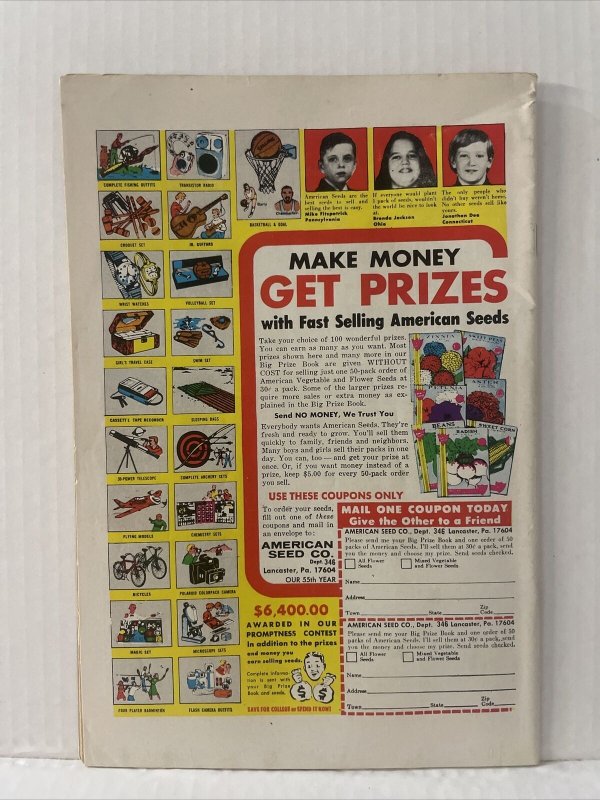 COMPLETE FISHING OUTFITS
TRANSISTOR RADIO
CROQUET SET
JR. GUITARS
WRIST WATCHES
VOLLEYBALL SET
GIRL'S TRAVEL CASE
SWIM SET
CASSETTE TAPE RECORDER
SLEEPING BAGS
30-POWER TELESCOPE
COMPLETE ARCHERY SETS
FLYING MODELS
CHEMISTRY SETS
BICYCLES
POLAROID COLORPACK CAMERA
MAGIC SET
MICROSCOPE SETS
FOUR PLAYER BADMINTON
FLASH CAMERA OUTFITS
BASKETBALL & GOAL
American Seeds are the
best seeds to sell and
selling the best is easy.
Mike Fitzpatrick
Pennsylvania
If everyone would plant
1 pack of seeds, wouldn't
the world be nice to look
at.
Brenda Jackson
Ohio
The only people who
didn't buy weren't home.
No other seeds sell like
yours.
Jonathan Dee
Connecticut
MAKE MONEY
GET PRIZES
with Fast Selling American Seeds
Take your choice of 100 wonderful prizes.
You can earn as many as you want. Most
prizes shown here and many more in our
Big Prize Book are given WITHOUT
COST for selling just one 50-pack order of
American Vegetable and Flower Seeds at
30¢ a pack. Some of the larger prizes re-
quire more sales or extra money as ex-
plained in the Big Prize Book.
Send NO MONEY, We Trust You
Everybody wants American Seeds. They're
fresh and ready to grow. You'll sell them
quickly to family, friends and neighbors.
Many boys and girls sell their packs in one
day. You can, too — and get your prize at
once. Or, if you want money instead of a
prize, keep $5.00 for every 50-pack order
you sell.
ZINNIA
SWEET PEAS
PETUNIA
ASTER
BEANS
RADISH
SWEET CORN
USE THESE COUPONS ONLY
To order your seeds,
fill out one of these
coupons and mail in
an envelope to:
AMERICAN
SEED CO.
Dept. 346
Lancaster, Pa. 17604
OUR 55th YEAR
$6,400.00
AWARDED IN OUR
PROMPTNESS CONTEST
In addition to the prizes
and money you
earn selling seeds.
Complete informa-
tion is sent with
your Big Prize
Book and seeds.
SAVE FOR COLLEGE or SPEND IT NOW!
MAIL ONE COUPON TODAY
Give the Other to a Friend
AMERICAN SEED CO., Dept. 346 Lancaster, Pa. 17604
Please send me your Big Prize Book and one order of 50
packs of American Seeds. I'll sell them at 30¢ a pack, send
you the money and choose my prize. Send seeds checked.
All Flower
Seeds
Mixed Vegetable
and Flower Seeds
Name
Address
Town State Zip Code
AMERICAN SEED CO., Dept. 346 Lancaster, Pa. 17604
Please send me your Big Prize Book and one order of 50
packs of American Seeds. I'll sell them at 30¢ a pack, send
you the money and choose my prize. Send seeds checked.
All Flower
Seeds
Mixed Vegetable
and Flower Seeds
Name
Address
Town State Zip Code